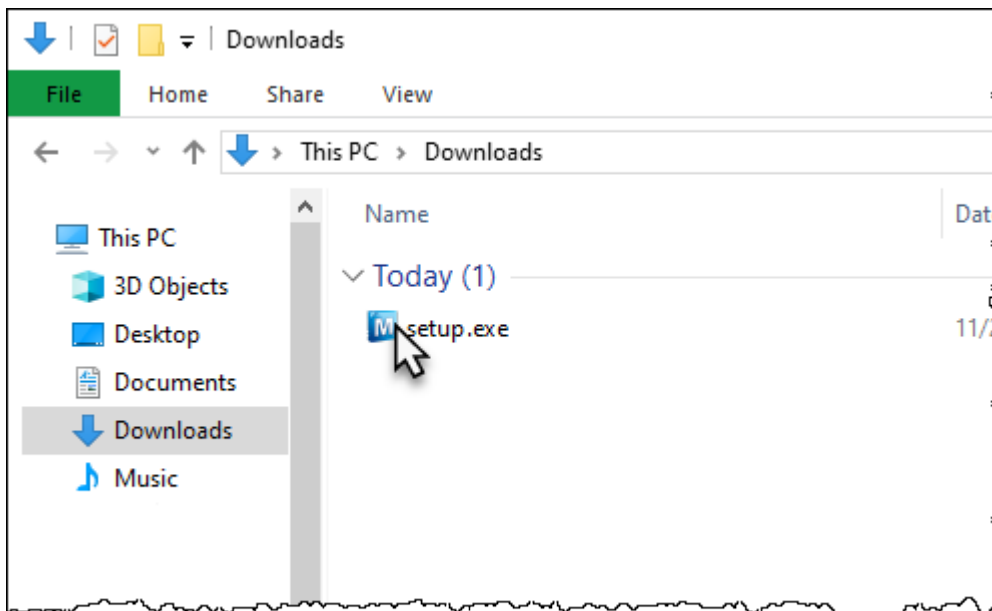 Downloads
File Home Share View
This PC > Downloads
Name Dat
This PC
3D Objects
Desktop
Documents
Downloads
Music
Today (1)
M setup.exe
11/